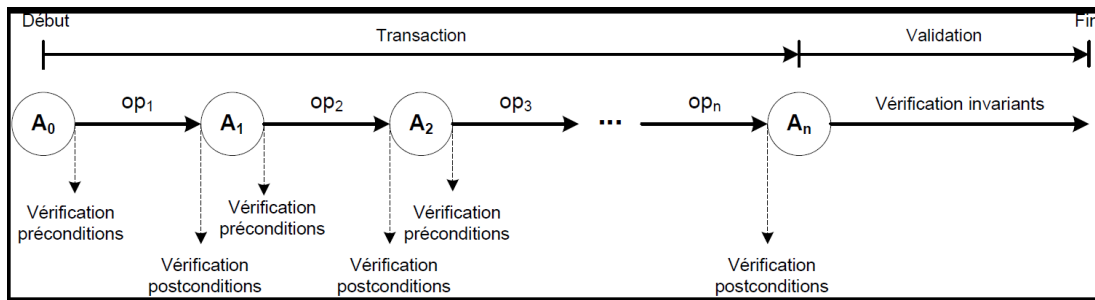 Début
Fin
Transaction
Validation
op1
op2
op3
opn
Vérification invariants
A0
A1
A2
...
An
Vérification
préconditions
Vérification
préconditions
Vérification
préconditions
Vérification
postconditions
Vérification
postconditions
Vérification
postconditions